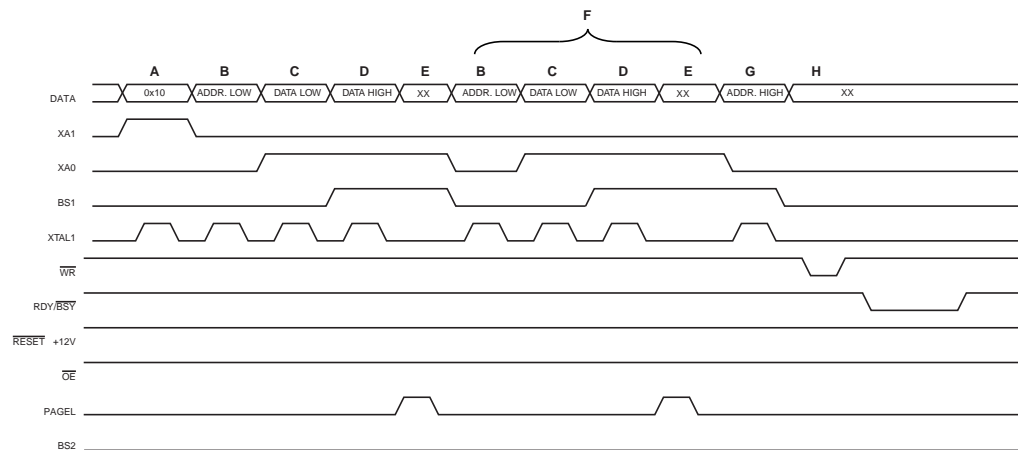 F
A B C D E B C D E G H
DATA 0x10 ADDR. LOW DATA LOW DATA HIGH XX ADDR. LOW DATA LOW DATA HIGH XX ADDR. HIGH XX
XA1
XA0
BS1
XTAL1
WR
RDY/BSY
RESET +12V
OE
PAGEL
BS2